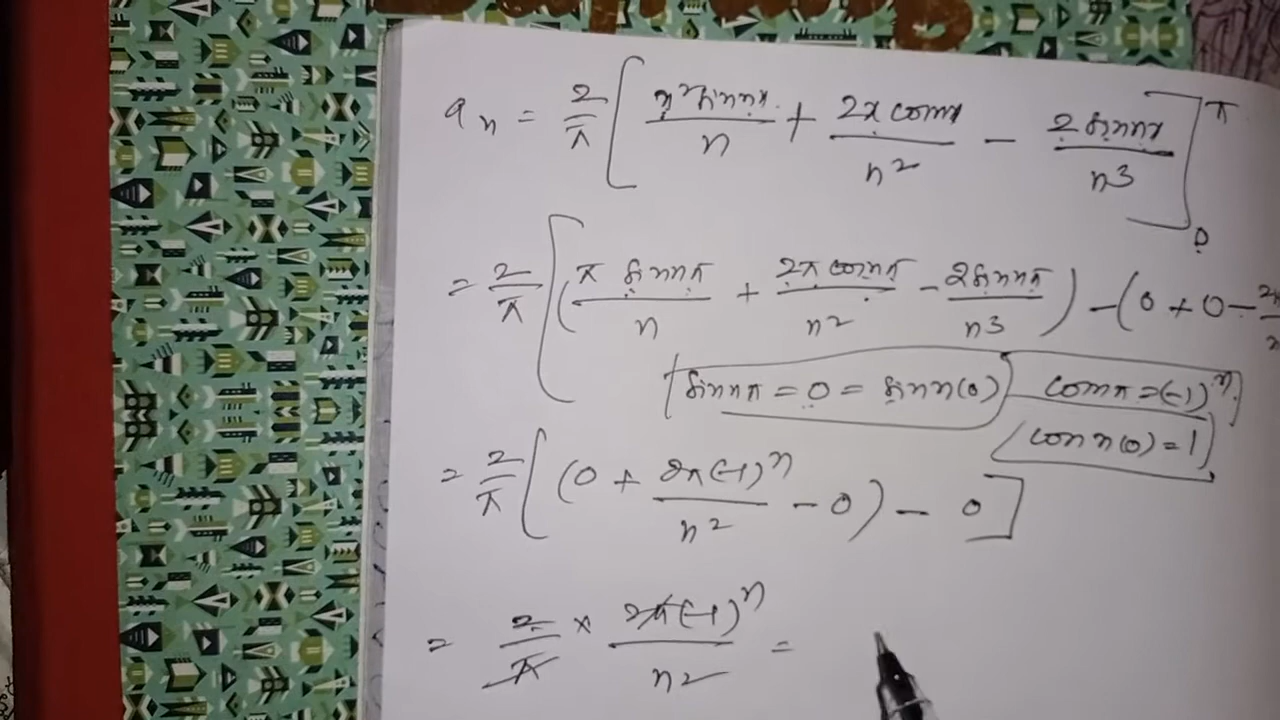 aₙ = 2/π [ x² sin nx / n + 2x cos nx / n² − 2 sin nx / n³ ]₀^π
= 2/π [ ( π sin nπ / n + 2π cos nπ / n² − 2 sin nπ / n³ ) − ( 0 + 0 −
sin nπ = 0 = sin n(0) cos nπ = (-1)ⁿ
cos n(0) = 1
= 2/π [ ( 0 + 2π(-1)ⁿ / n² − 0 ) − 0 ]
= 2/π × 2π(-1)ⁿ / n² =